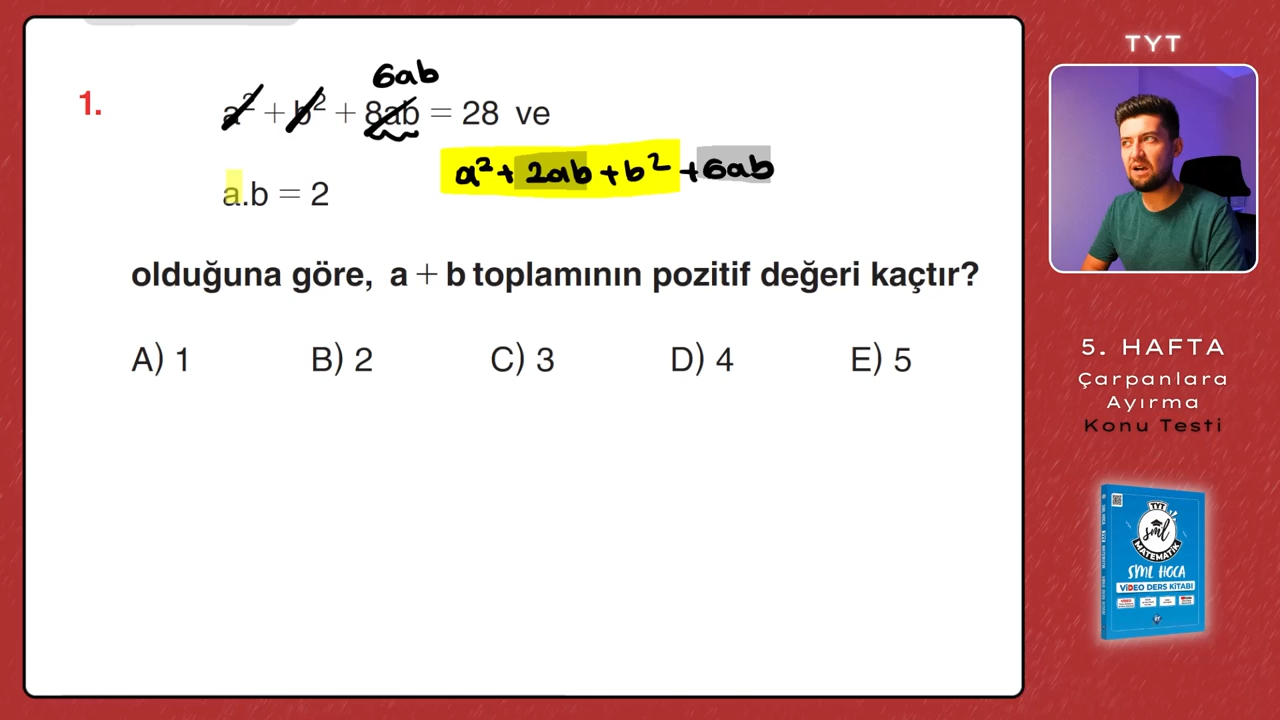 TYT
6ab
1. a² + b² + 8ab = 28 ve
a² + 2ab + b² + 6ab
a.b = 2
olduğuna göre, a + b toplamının pozitif değeri kaçtır?
A) 1 B) 2 C) 3 D) 4 E) 5
5. HAFTA
Çarpanlara
Ayırma
Konu Testi
TYT
sml
MATEMATİK
SML HOCA
VİDEO DERS KİTABI